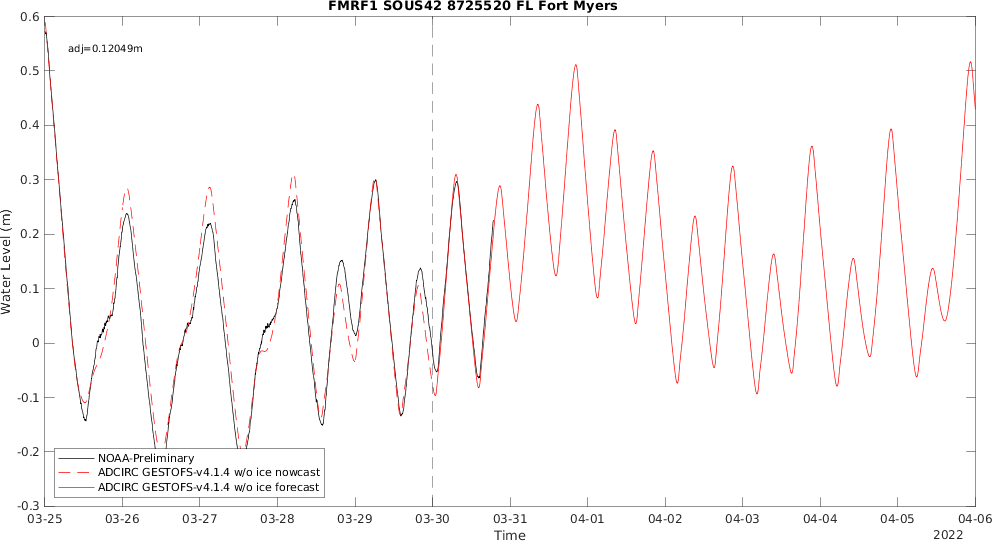 FMRF1 SOUS42 8725520 FL Fort Myers
0.6
adj=0.12049m
0.5
0.4
0.3
0.2
0.1
0
-0.1
-0.2
-0.3
Water Level (m)
NOAA-Preliminary
ADCIRC GESTOFS-v4.1.4 w/o ice nowcast
ADCIRC GESTOFS-v4.1.4 w/o ice forecast
03-25 03-26 03-27 03-28 03-29 03-30 03-31 04-01 04-02 04-03 04-04 04-05 04-06
Time
2022